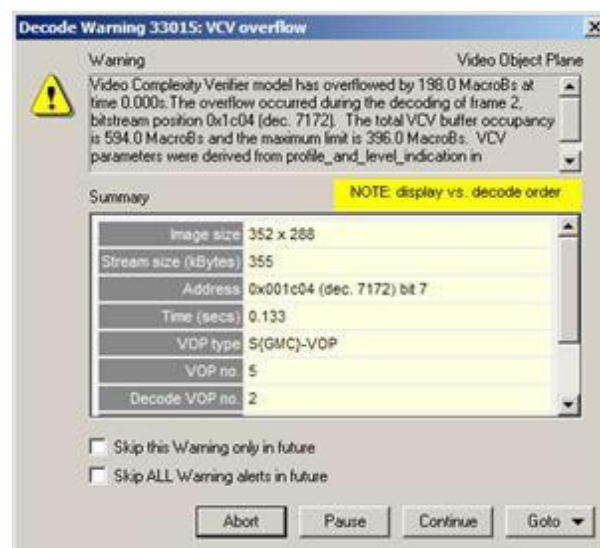 Decode Warning 33015: VCV overflow
Warning
Video Object Plane
Video Complexity Verifier model has overflowed by 198.0 MacroBs at
time 0.000s. The overflow occurred during the decoding of frame 2,
bitstream position 0x1c04 (dec. 7172). The total VCV buffer occupancy
is 594.0 MacroBs and the maximum limit is 396.0 MacroBs. VCV
parameters were derived from profile_and_level_indication in
Summary
NOTE: display vs. decode order
Image size 352 x 288
Stream size (kBytes) 355
Address 0x001c04 (dec. 7172) bit 7
Time (secs) 0.133
VOP type S(GMC)-VOP
VOP no. 5
Decode VOP no. 2
Skip this Warning only in future
Skip ALL Warning alerts in future
Abort
Pause
Continue
Goto